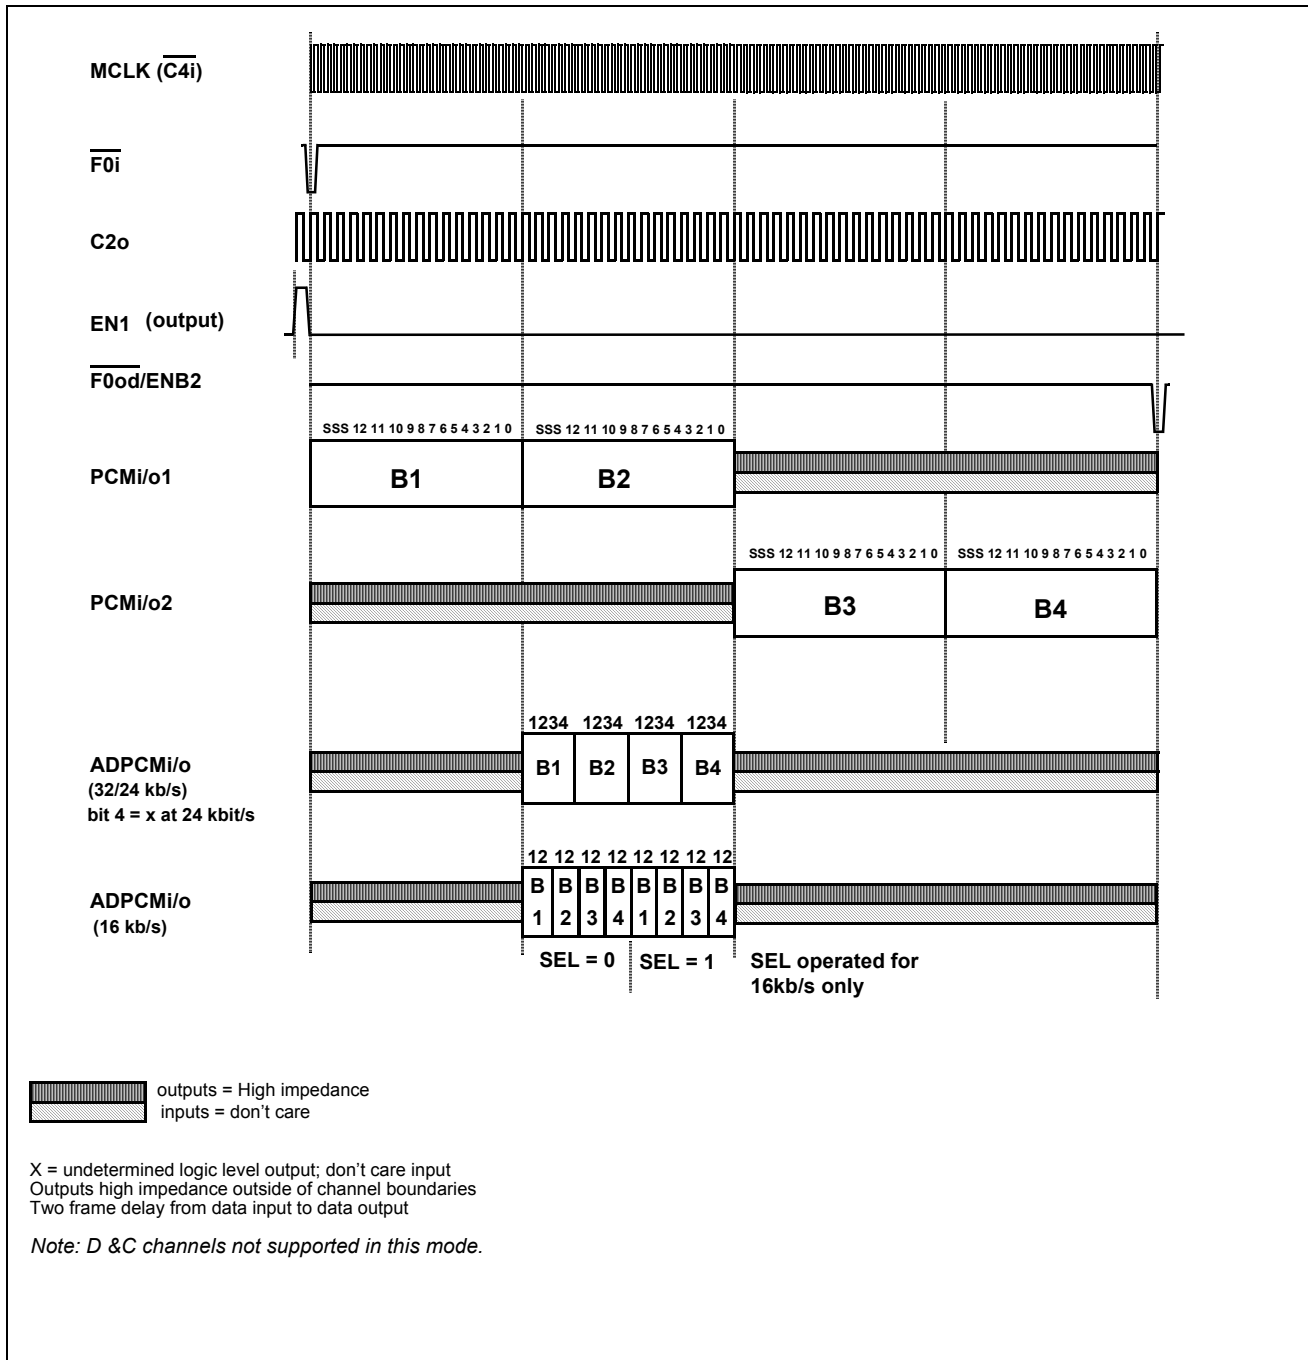 MCLK (C4i)
F0i
C2o
EN1 (output)
F0od/ENB2
SSS 12 11 10 9 8 7 6 5 4 3 2 1 0 SSS 12 11 10 9 8 7 6 5 4 3 2 1 0
PCMi/o1 B1 B2
SSS 12 11 10 9 8 7 6 5 4 3 2 1 0 SSS 12 11 10 9 8 7 6 5 4 3 2 1 0
PCMi/o2 B3 B4
1234 1234 1234 1234
ADPCMi/o B1 B2 B3 B4
(32/24 kb/s)
bit 4 = x at 24 kbit/s
12 12 12 12 12 12 12 12
B B B B B B B B
ADPCMi/o
1 2 3 4 1 2 3 4
(16 kb/s)
SEL = 0 SEL = 1 SEL operated for
16kb/s only
outputs = High impedance
inputs = don't care
X = undetermined logic level output; don't care input
Outputs high impedance outside of channel boundaries
Two frame delay from data input to data output
Note: D &C channels not supported in this mode.